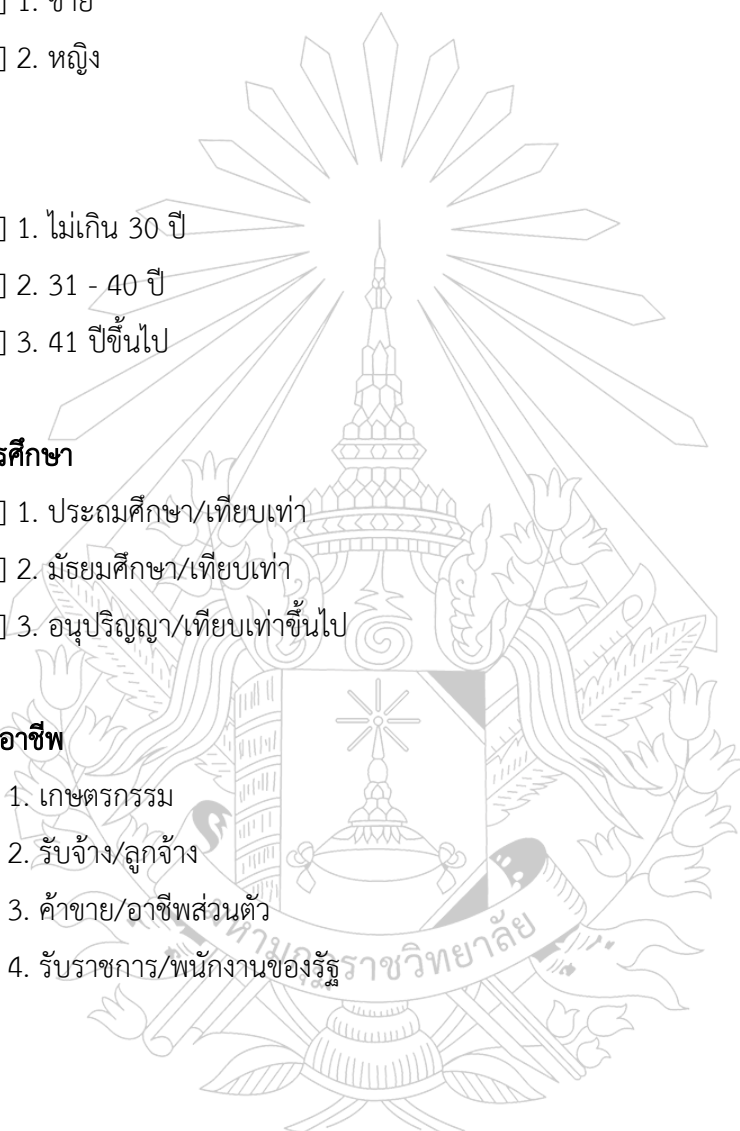 ] 1. ชาย
] 2. หญิง
] 1. ไม่เกิน 30 ปี
] 2. 31 - 40 ปี
] 3. 41 ปีขึ้นไป
รศึกษา
] 1. ประถมศึกษา/เทียบเท่า
] 2. มัธยมศึกษา/เทียบเท่า
] 3. อนุปริญญา/เทียบเท่าขึ้นไป
อาชีพ
1. เกษตรกรรม
2. รับจ้าง/ลูกจ้าง
3. ค้าขาย/อาชีพส่วนตัว
4. รับราชการ/พนักงานของรัฐ
มหามกุฏราชวิทยาลัย